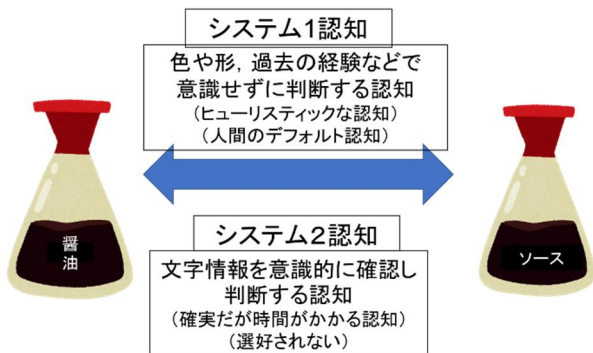 システム1認知
色や形，過去の経験などで
意識せずに判断する認知
(ヒューリスティックな認知)
(人間のデフォルト認知)
醤
油
ソース
システム2認知
文字情報を意識的に確認し
判断する認知
(確実だが時間がかかる認知)
(選好されない)